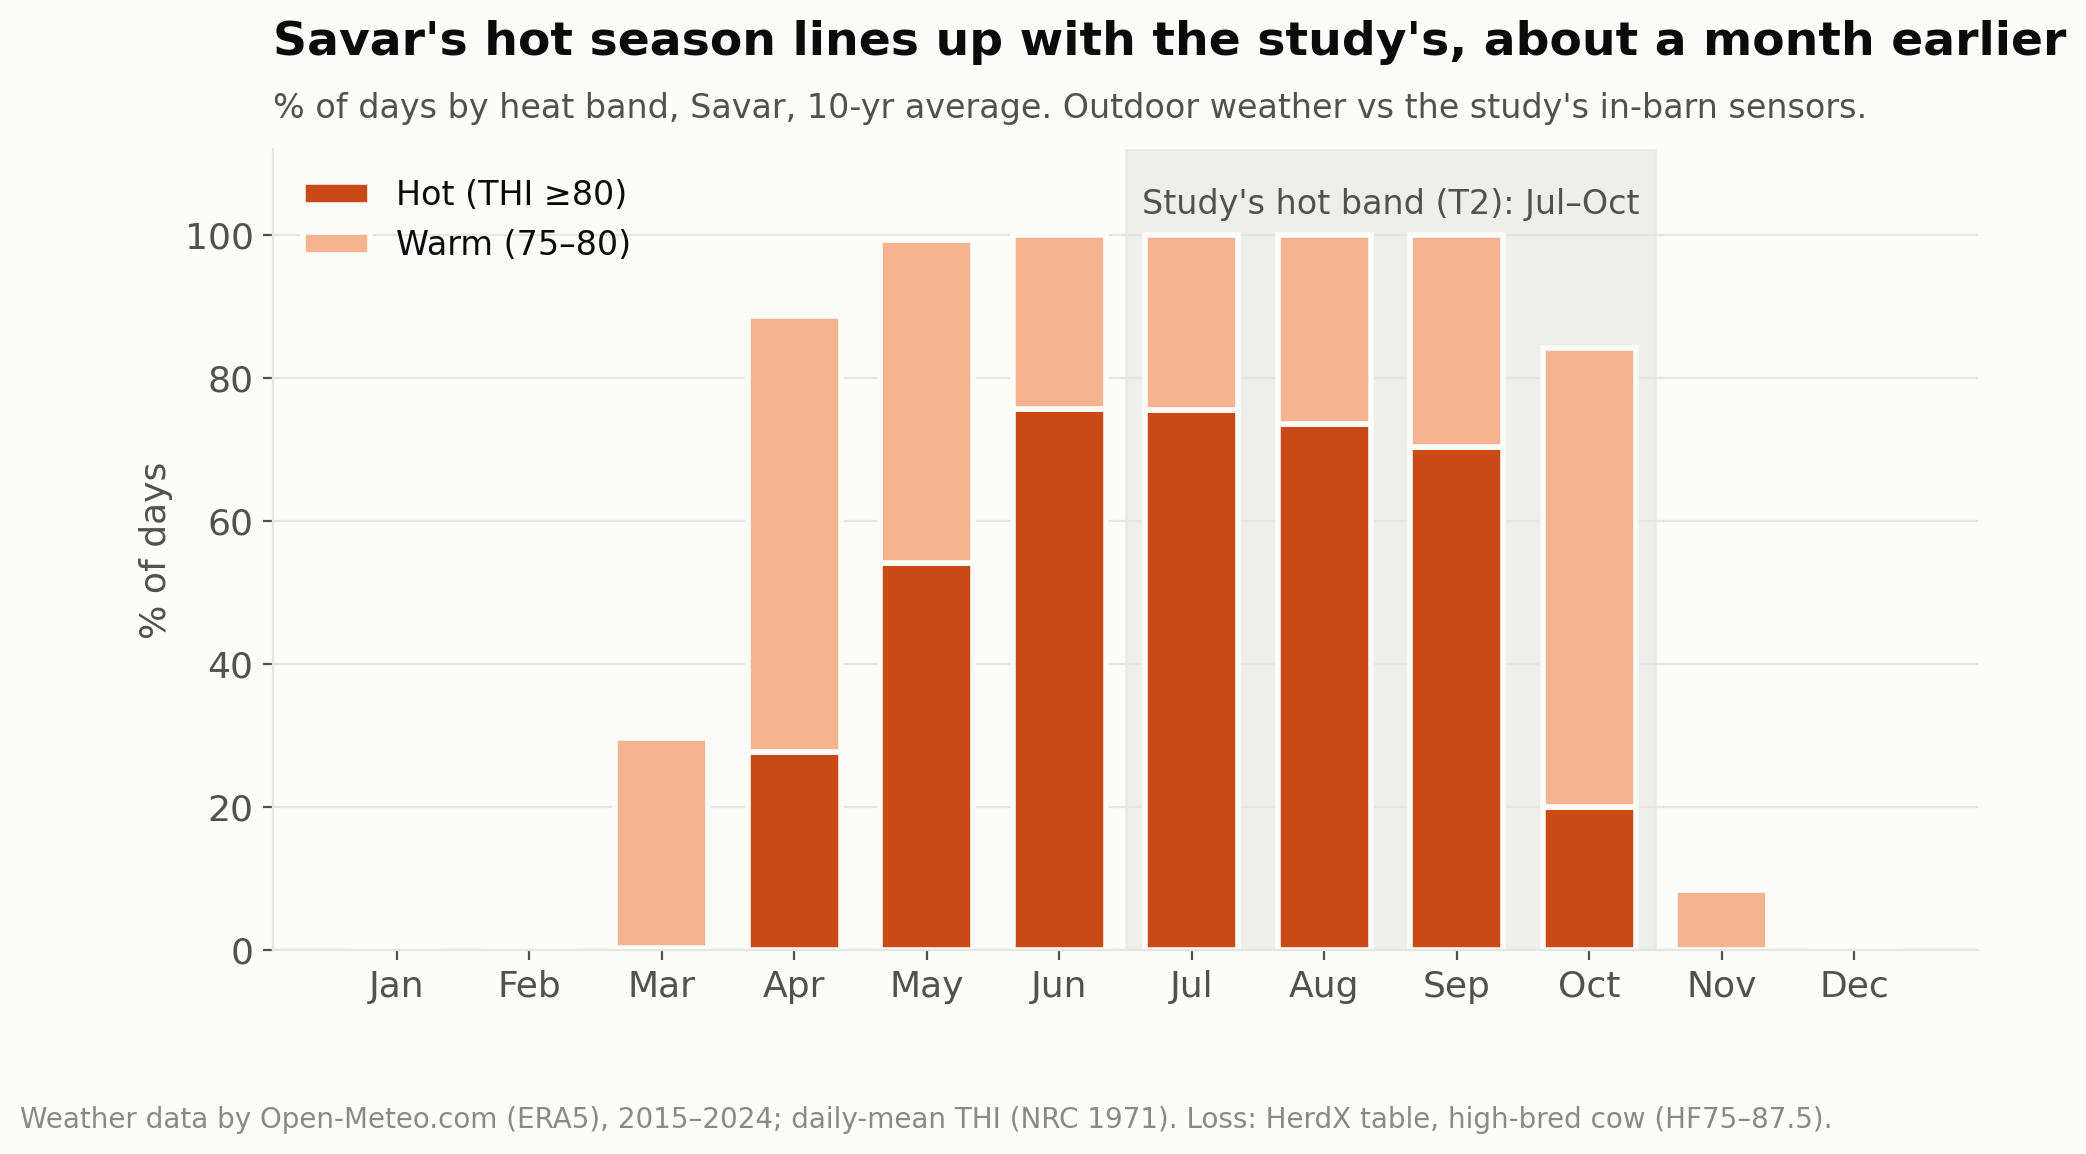 Savar's hot season lines up with the study's, about a month earlier
% of days by heat band, Savar, 10-yr average. Outdoor weather vs the study's in-barn sensors.
Hot (THI ≥80)
Warm (75–80)
Study's hot band (T2): Jul–Oct
% of days
100
80
60
40
20
0
Jan Feb Mar Apr May Jun Jul Aug Sep Oct Nov Dec
Weather data by Open-Meteo.com (ERA5), 2015–2024; daily-mean THI (NRC 1971). Loss: HerdX table, high-bred cow (HF75–87.5).